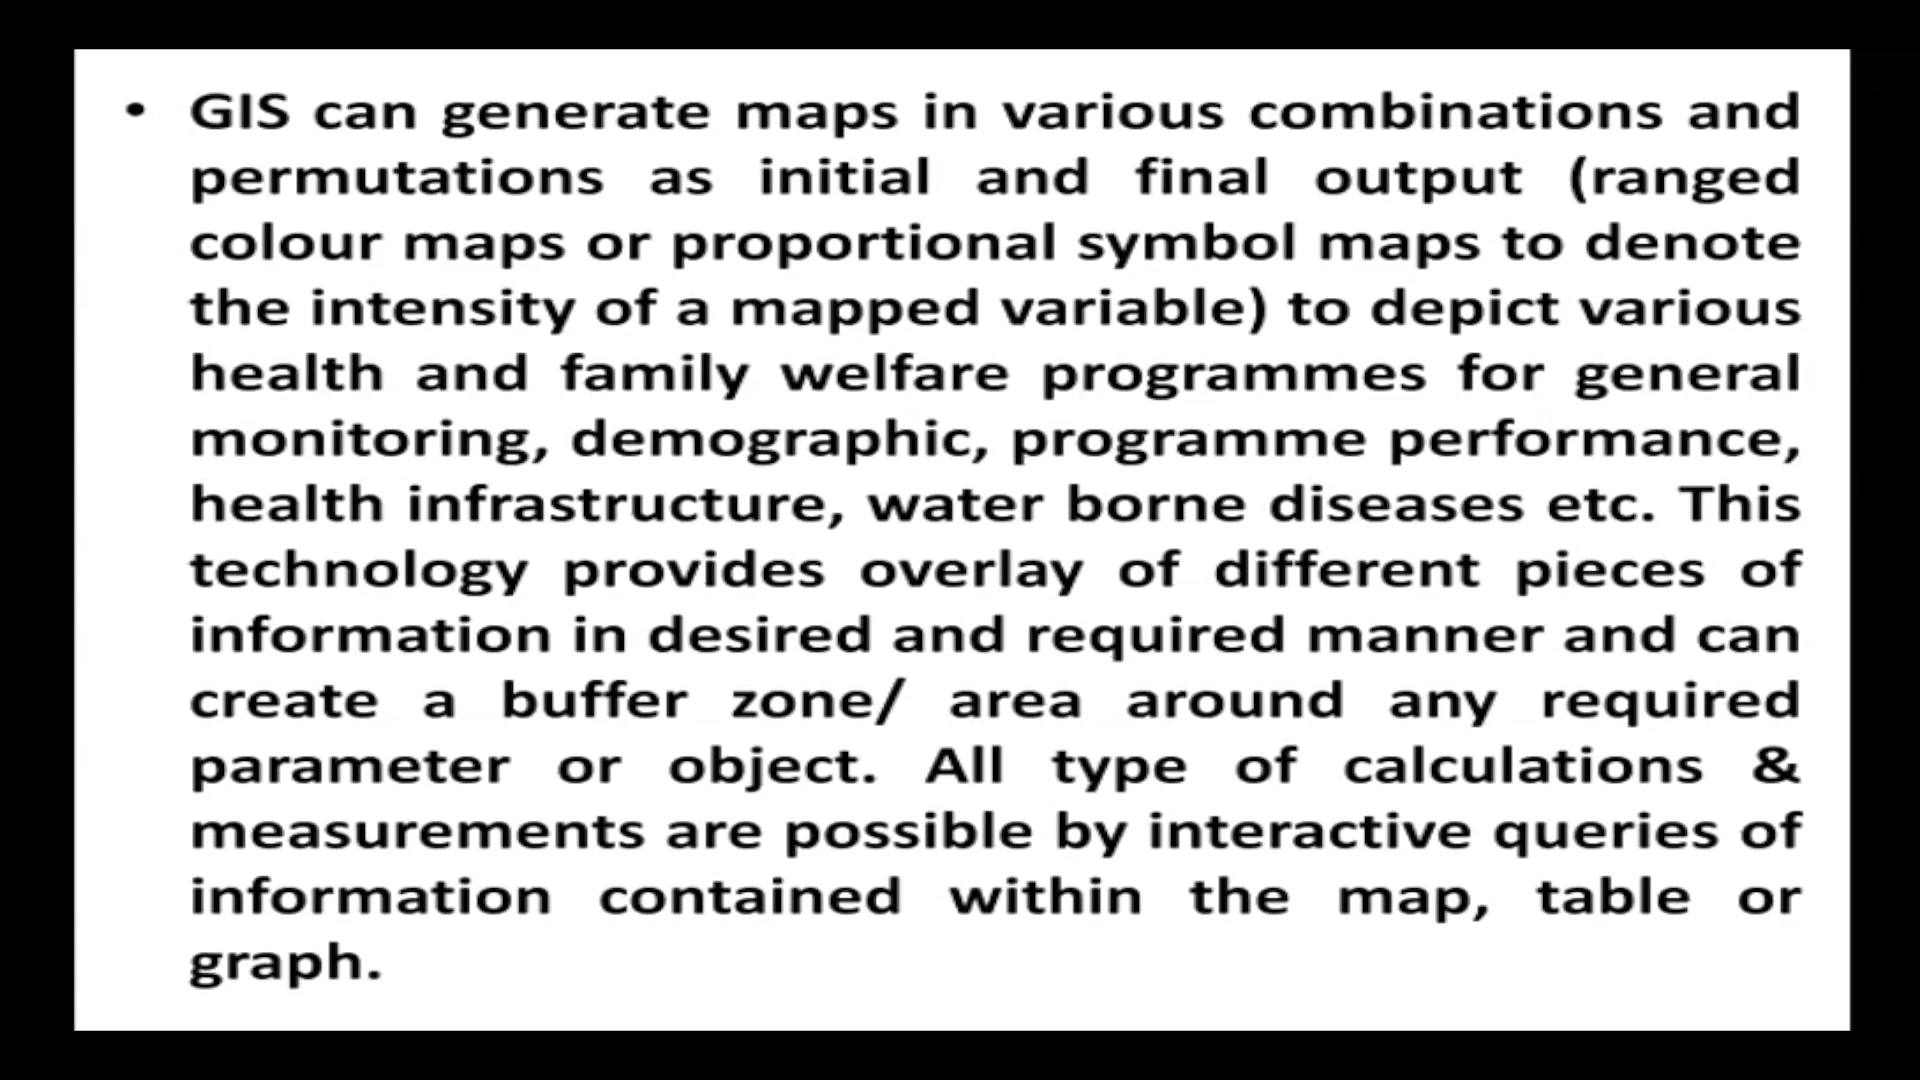 • GIS can generate maps in various combinations and
permutations as initial and final output (ranged
colour maps or proportional symbol maps to denote
the intensity of a mapped variable) to depict various
health and family welfare programmes for general
monitoring, demographic, programme performance,
health infrastructure, water borne diseases etc. This
technology provides overlay of different pieces of
information in desired and required manner and can
create a buffer zone/ area around any required
parameter or object. All type of calculations &
measurements are possible by interactive queries of
information contained within the map, table or
graph.